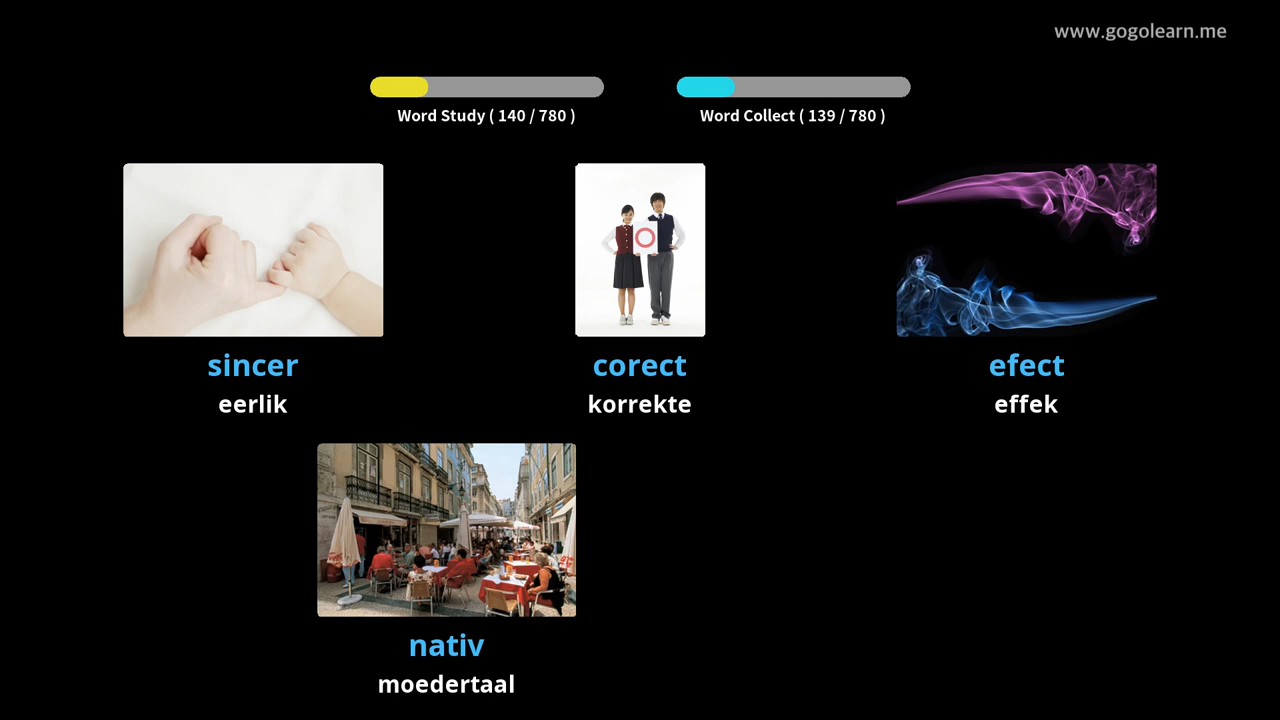 www.gogolearn.me
Word Study ( 140 / 780 )
Word Collect ( 139 / 780 )
sincer
eerlik
corect
korrekte
efect
effek
nativ
moedertaal